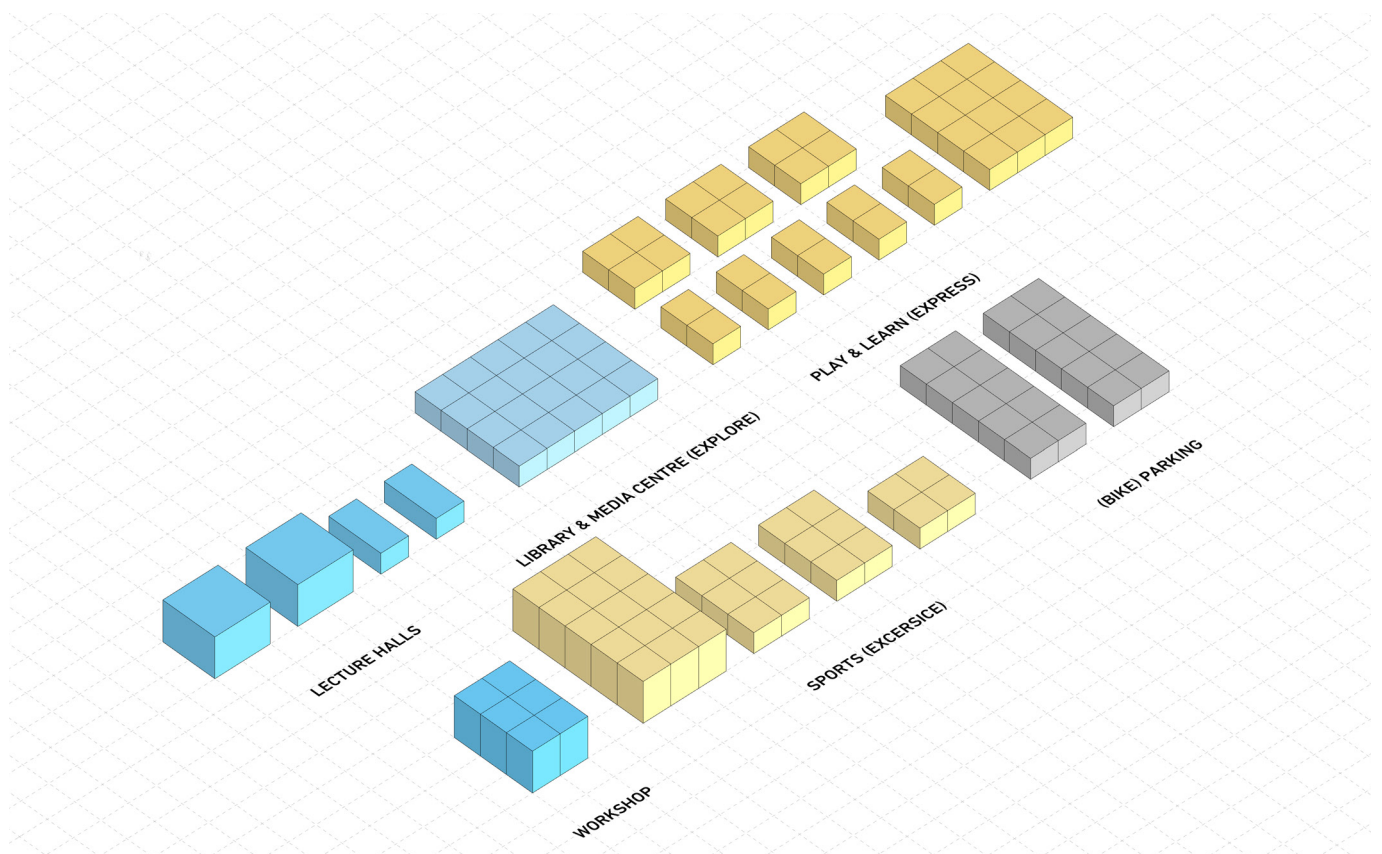 PLAY & LEARN (EXPRESS)
LIBRARY & MEDIA CENTRE (EXPLORE)
(BIKE) PARKING
LECTURE HALLS
SPORTS (EXCERSICE)
WORKSHOP